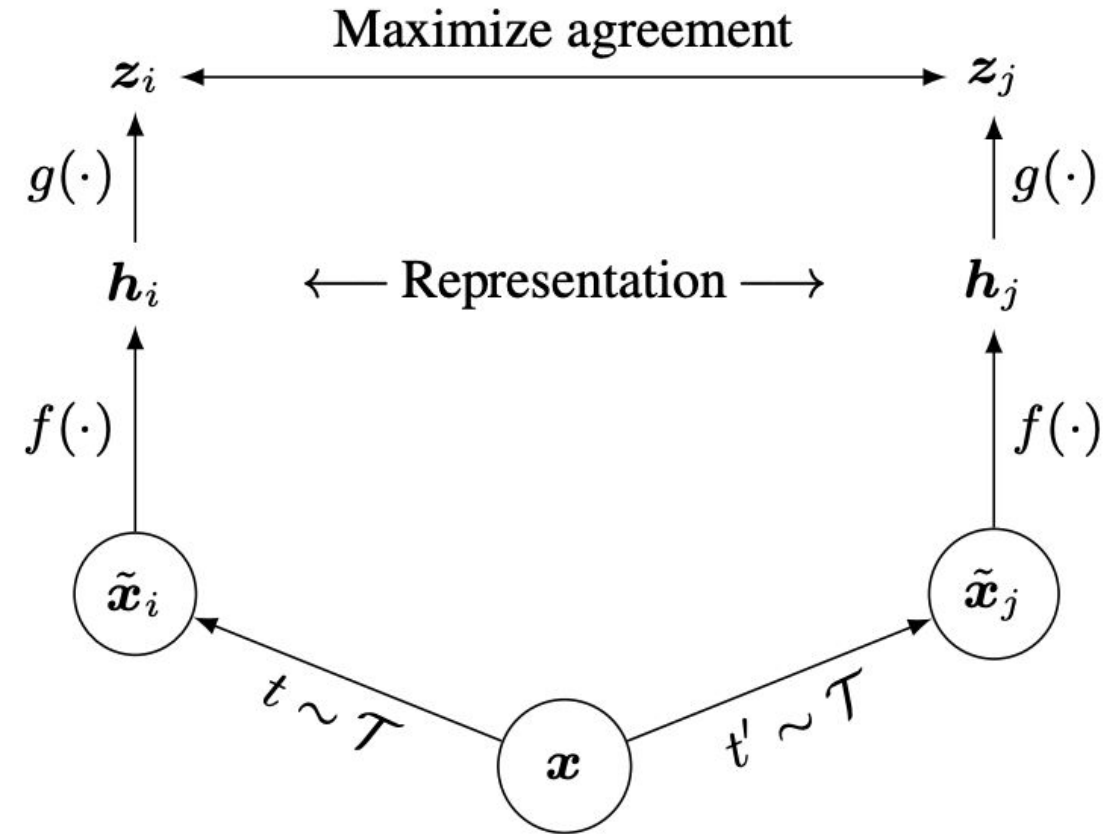 Maximize agreement
z_i z_j
g(·) g(·)
h_i ← Representation → h_j
f(·) f(·)
x̃_i x̃_j
t ~ 𝒯 t′ ~ 𝒯
x